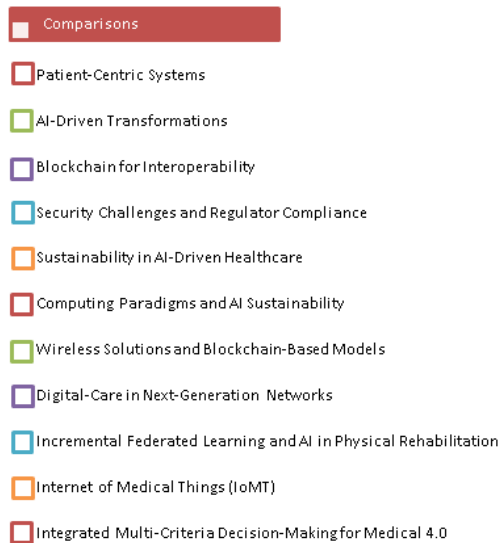 Comparisons
Patient-Centric Systems
AI-Driven Transformations
Blockchain for Interoperability
Security Challenges and Regulator Compliance
Sustainability in AI-Driven Healthcare
Computing Paradigms and AI Sustainability
Wireless Solutions and Blockchain-Based Models
Digital-Care in Next-Generation Networks
Incremental Federated Learning and AI in Physical Rehabilitation
Internet of Medical Things (IoMT)
Integrated Multi-Criteria Decision-Making for Medical 4.0